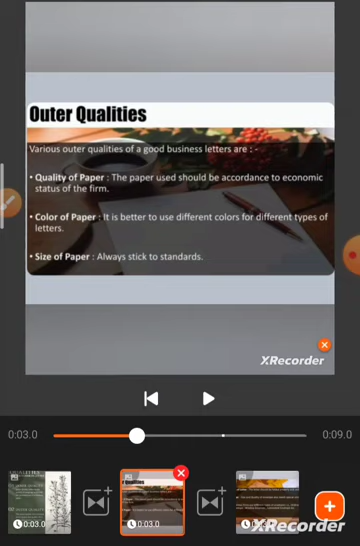 Outer Qualities
Various outer qualities of a good business letters are : -
• Quality of Paper : The paper used should be accordance to economic
status of the firm.
• Color of Paper : It is better to use different colors for different types of
letters.
• Size of Paper : Always stick to standards.
XRecorder
0:03.0
0:09.0
0:03.0
0:03.0
XRecorder